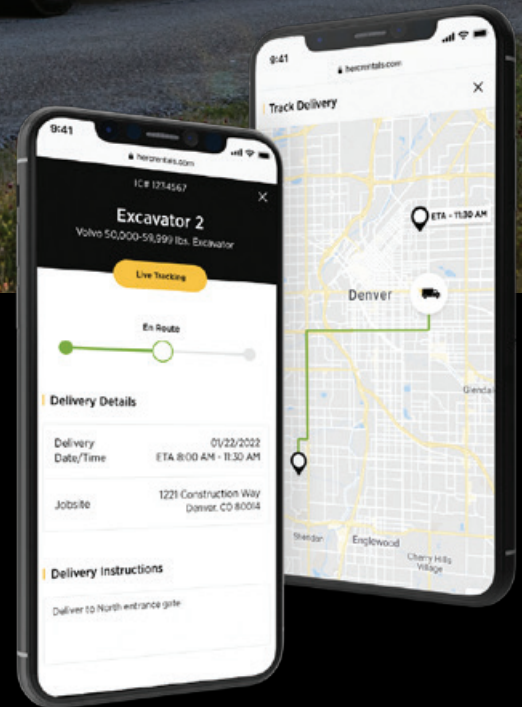 9:41
hercrentals.com
IC# 1234567
Excavator 2
Volvo 50,000-59,999 lbs. Excavator
Live Tracking
En Route
Delivery Details
Delivery
Date/Time
01/22/2022
ETA 8:00 AM - 11:30 AM
Jobsite
1221 Construction Way
Denver, CO 80014
Delivery Instructions
Deliver to North entrance gate
9:41
hercrentals.com
Track Delivery
ETA - 11:30 AM
Denver
Glendal
Sheridan
Englewood
Cherry Hills
Village